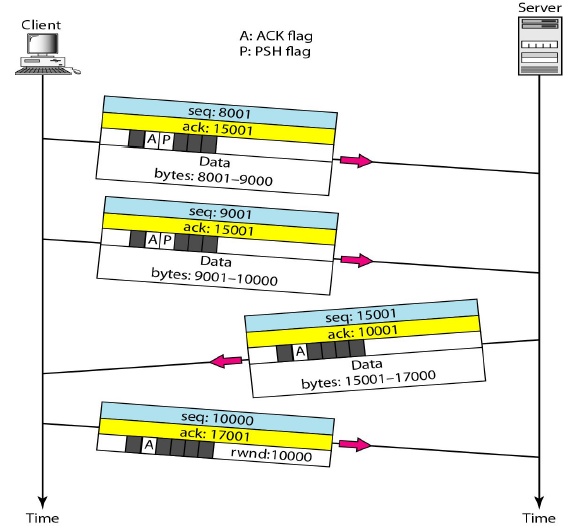 Client
Server
A: ACK flag
P: PSH flag
seq: 8001
ack: 15001
A P
Data
bytes: 8001–9000
seq: 9001
ack: 15001
A P
Data
bytes: 9001–10000
seq: 15001
ack: 10001
A
Data
bytes: 15001–17000
seq: 10000
ack: 17001
A
rwnd:10000
Time
Time